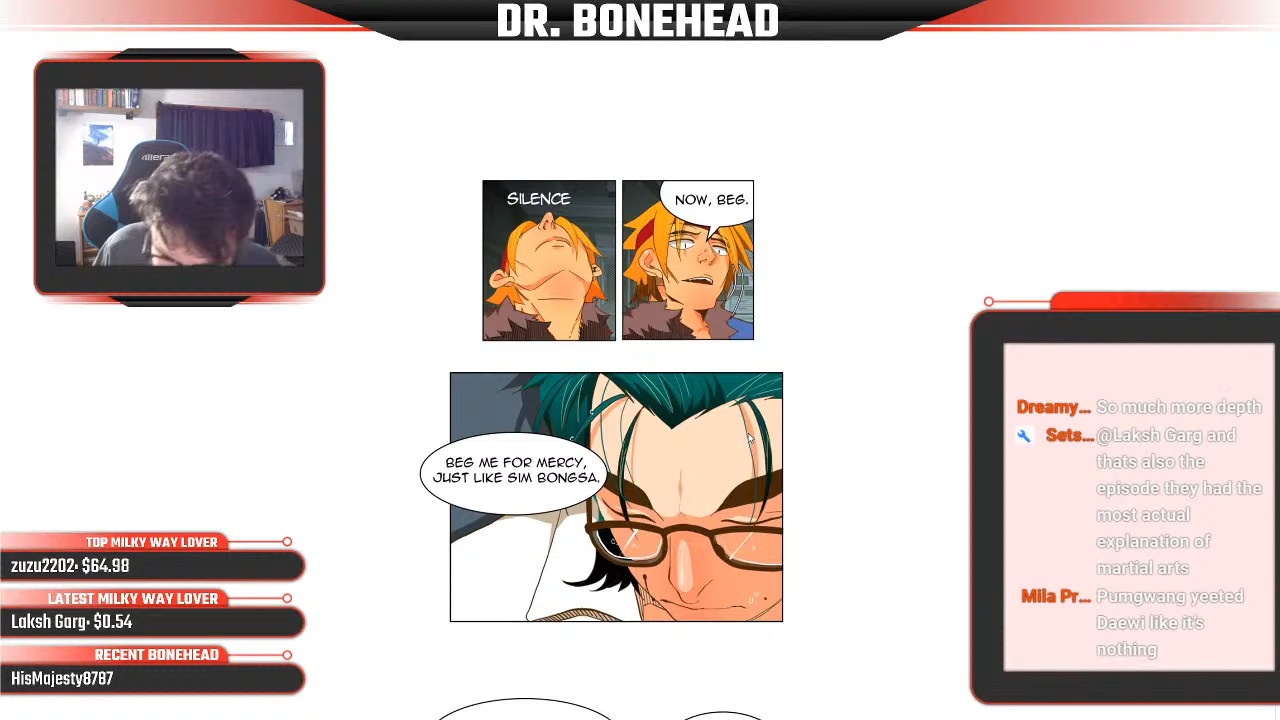 DR. BONEHEAD
SILENCE
NOW, BEG.
BEG ME FOR MERCY,
JUST LIKE SIM BONGSA.
TOP MILKY WAY LOVER
zuzu2202• $64.98
LATEST MILKY WAY LOVER
Laksh Garg• $0.54
RECENT BONEHEAD
HisMajesty8787
Dreamy... So much more depth
Sets... @Laksh Garg and
thats also the
episode they had the
most actual
explanation of
martial arts
Mila Pr... Pumgwang yeeted
Daewi like it's
nothing